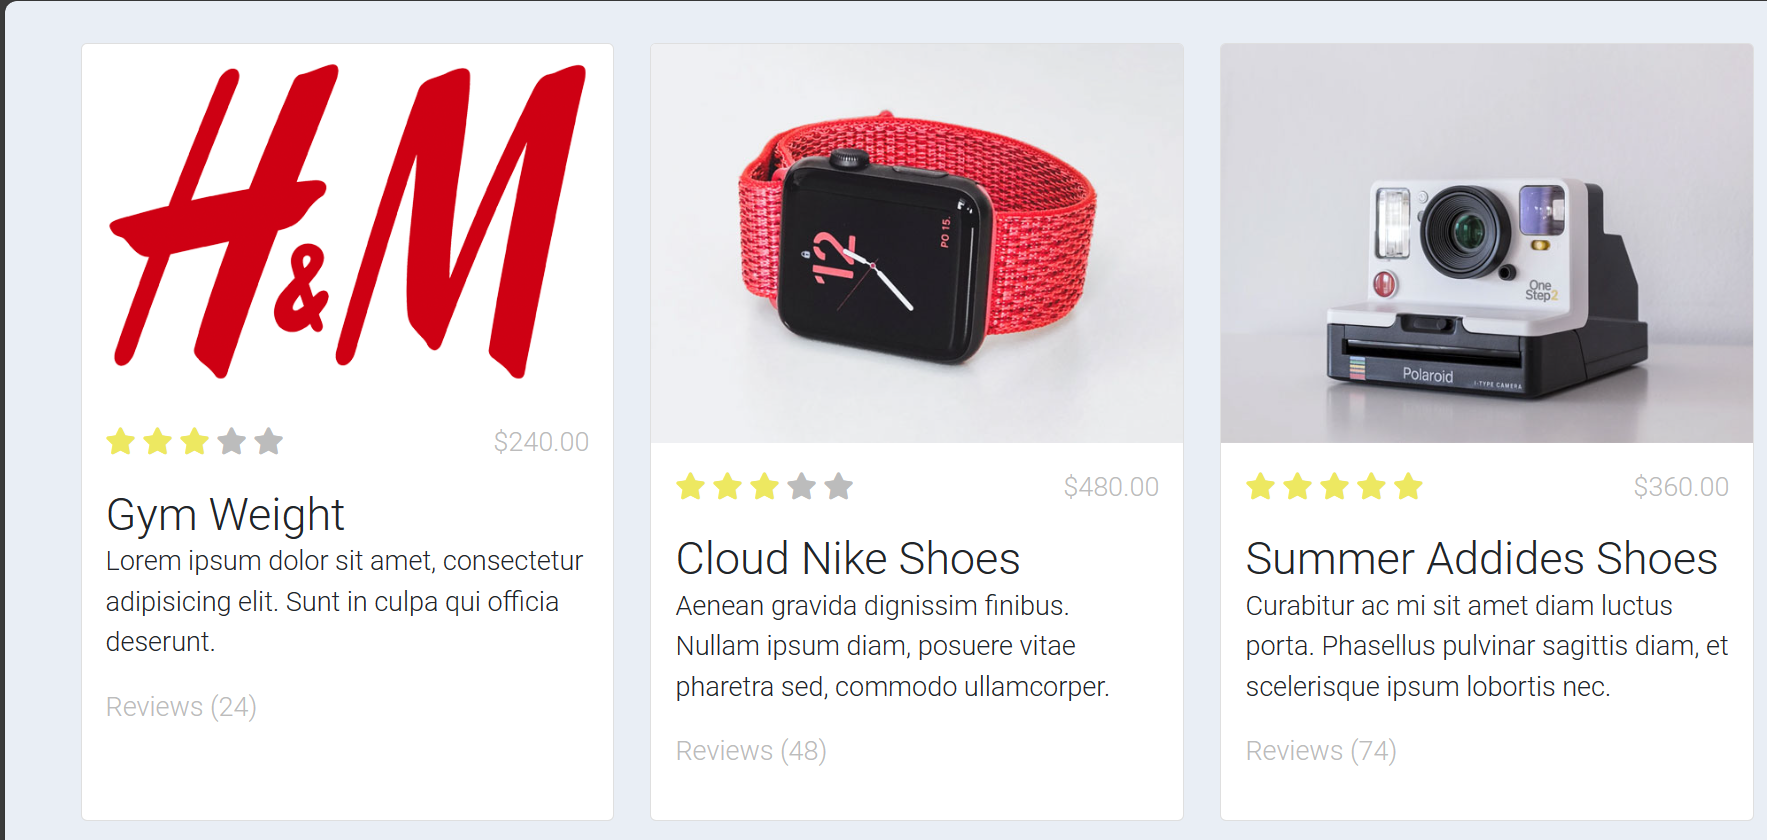 H&M
$240.00
Gym Weight
Lorem ipsum dolor sit amet, consectetur
adipisicing elit. Sunt in culpa qui officia
deserunt.
Reviews (24)
12
PO 15.
$480.00
Cloud Nike Shoes
Aenean gravida dignissim finibus.
Nullam ipsum diam, posuere vitae
pharetra sed, commodo ullamcorper.
Reviews (48)
One
Step2
Polaroid
I-TYPE CAMERA
$360.00
Summer Addides Shoes
Curabitur ac mi sit amet diam luctus
porta. Phasellus pulvinar sagittis diam, et
scelerisque ipsum lobortis nec.
Reviews (74)